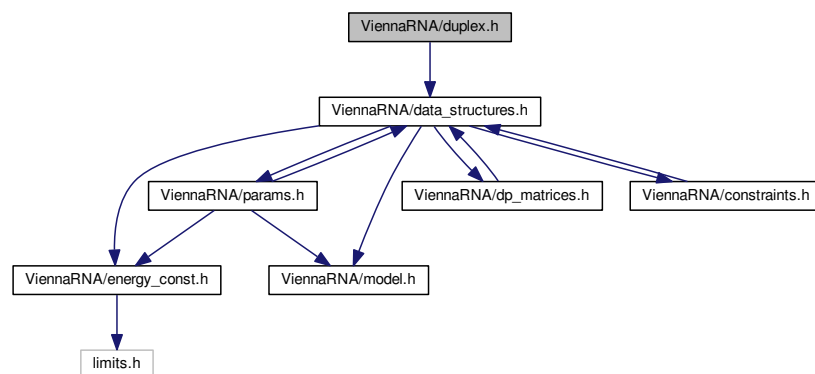 ViennaRNA/duplex.h
ViennaRNA/data_structures.h
ViennaRNA/params.h
ViennaRNA/dp_matrices.h
ViennaRNA/constraints.h
ViennaRNA/energy_const.h
ViennaRNA/model.h
limits.h